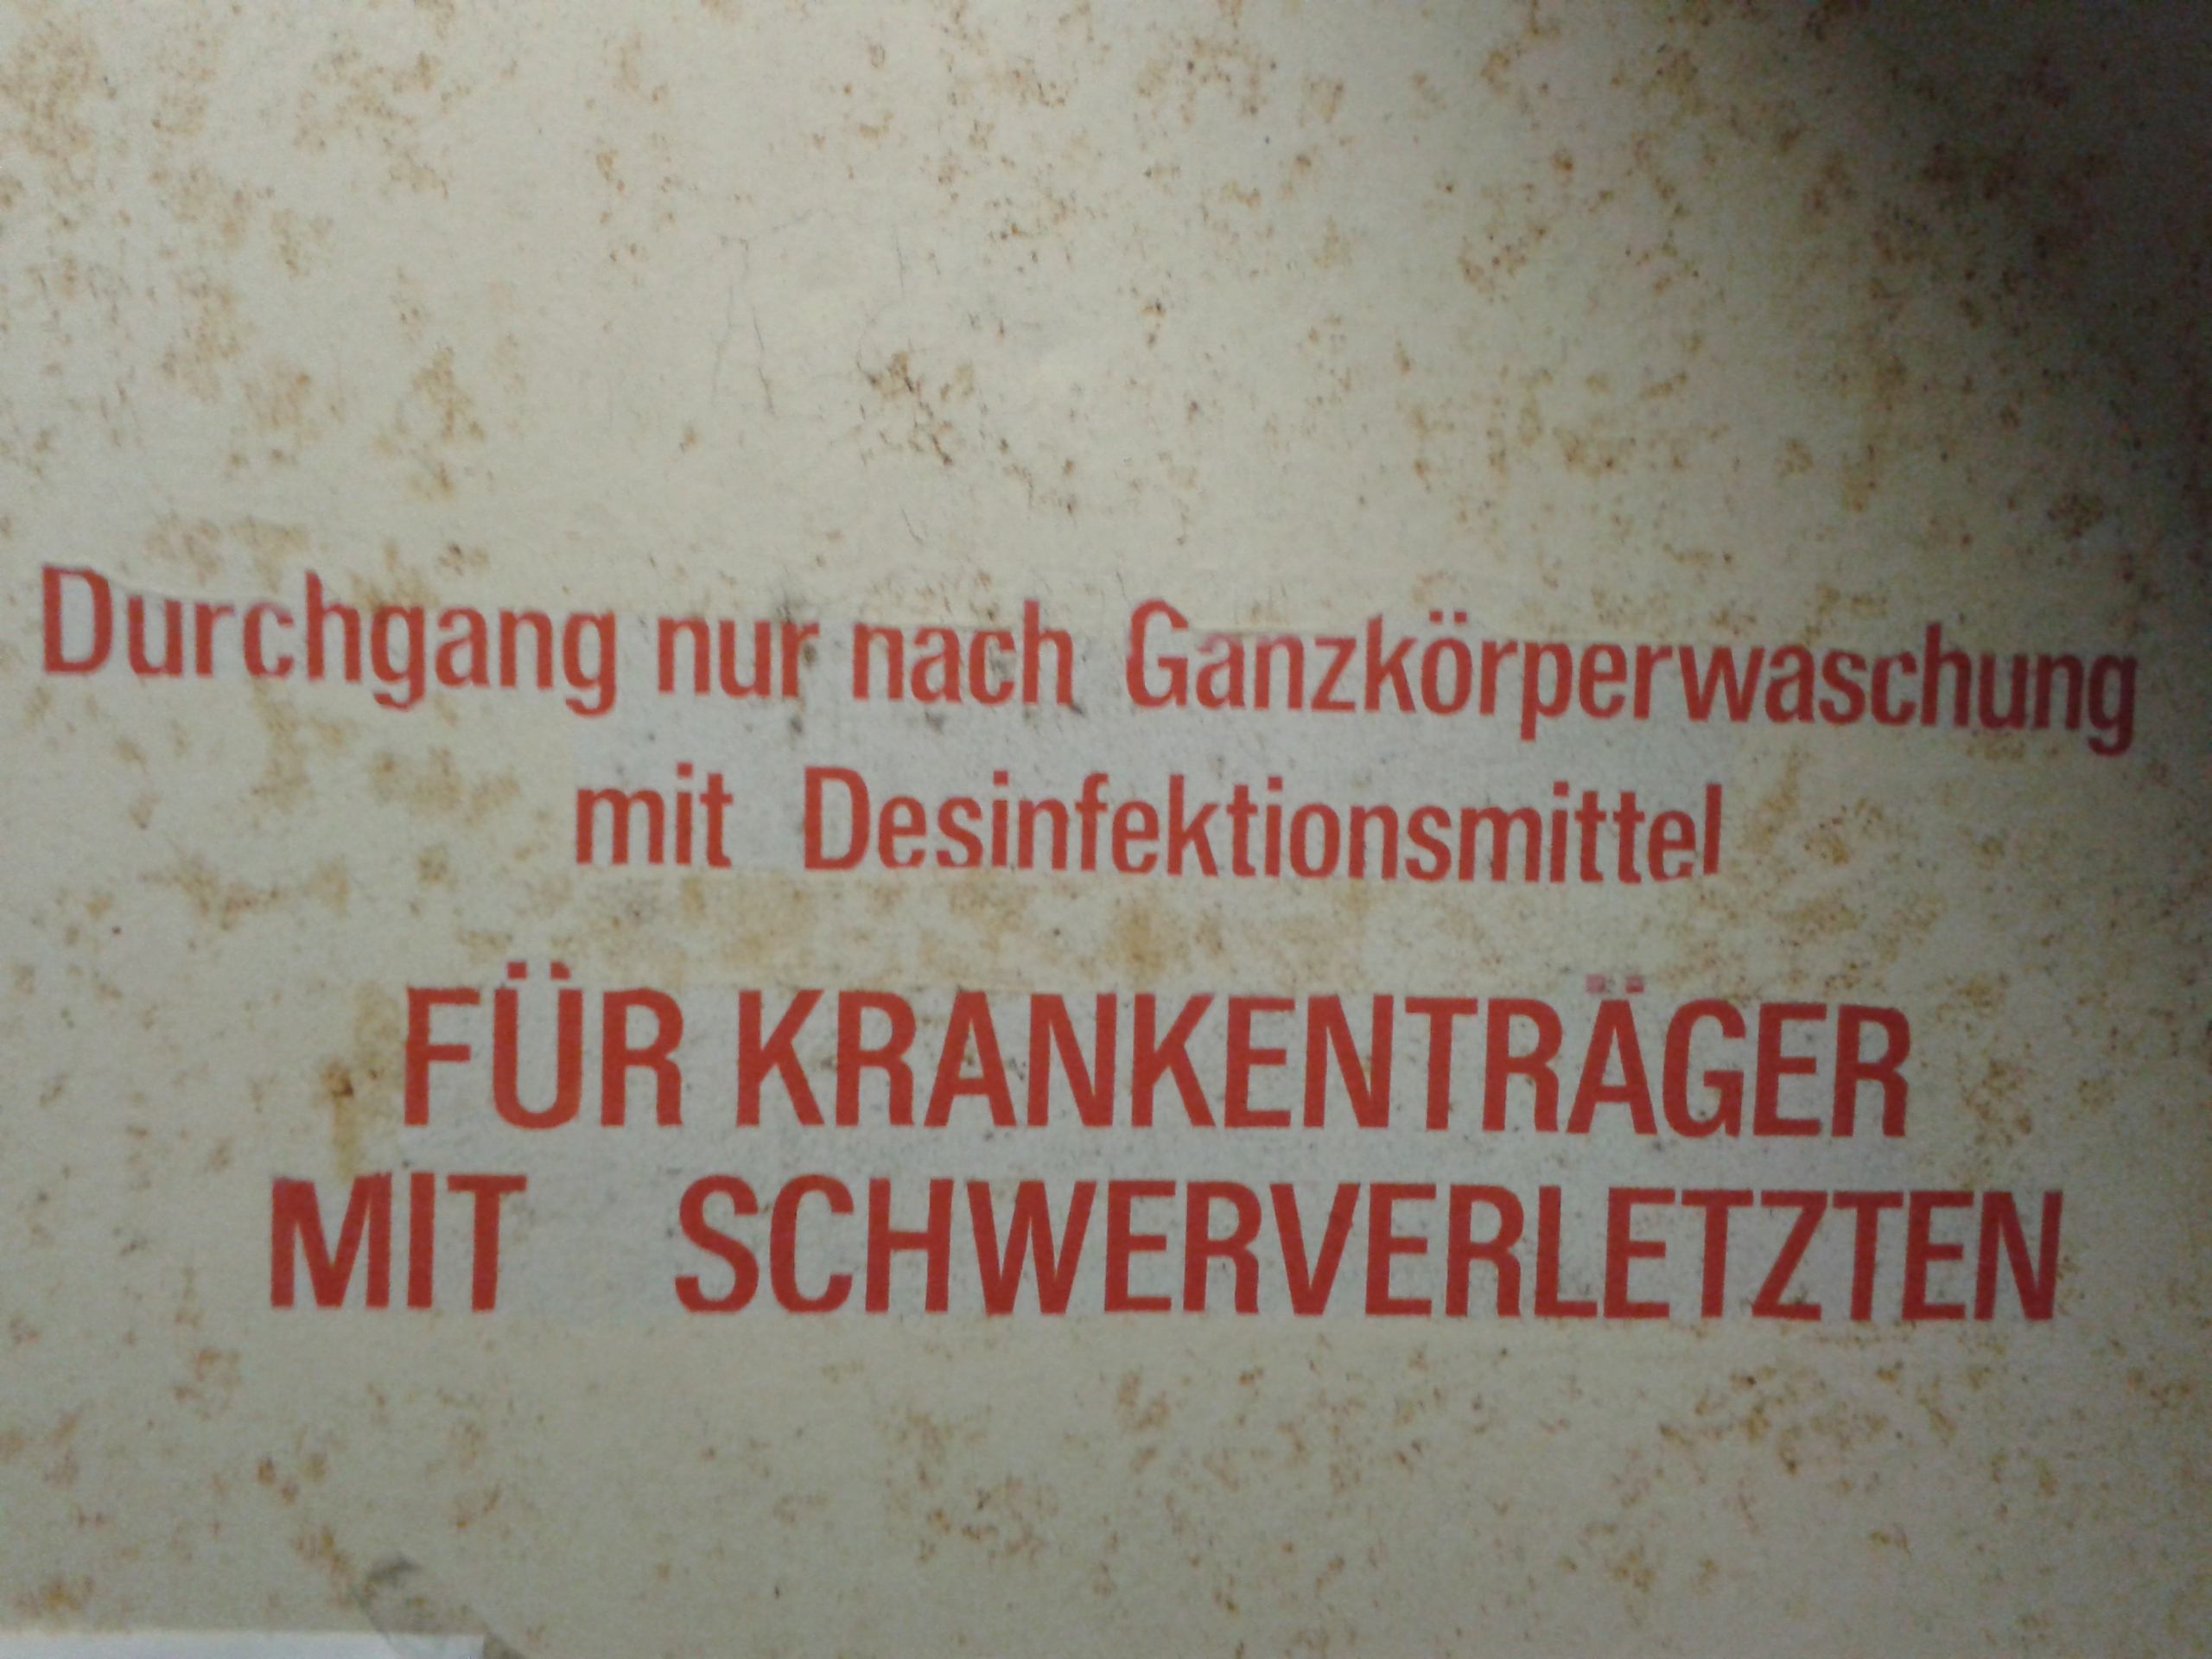 Durchgang nur nach Ganzkörperwaschung
mit Desinfektionsmittel
FÜR KRANKENTRÄGER
MIT SCHWERVERLETZTEN